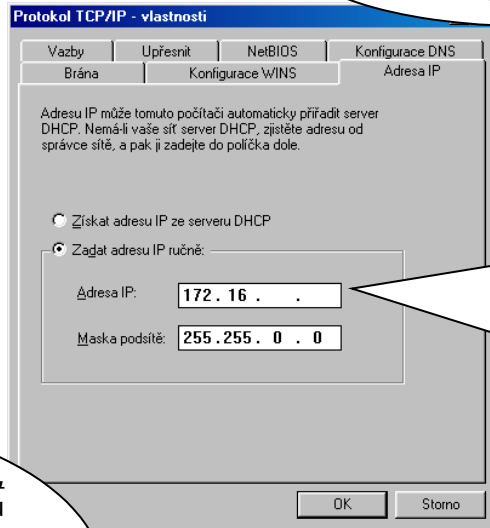 Protokol TCP/IP - vlastnosti
Vazby Upřesnit NetBIOS Konfigurace DNS
Brána Konfigurace WINS Adresa IP
Adresu IP může tomuto počítači automaticky přiřadit server
DHCP. Nemá-li vaše síť server DHCP, zjistěte adresu od
správce sítě, a pak ji zadejte do políčka dole.
Získat adresu IP ze serveru DHCP
Zadat adresu IP ručně:
Adresa IP: 172.16 . .
Maska podsítě: 255.255. 0 . 0
OK Storno